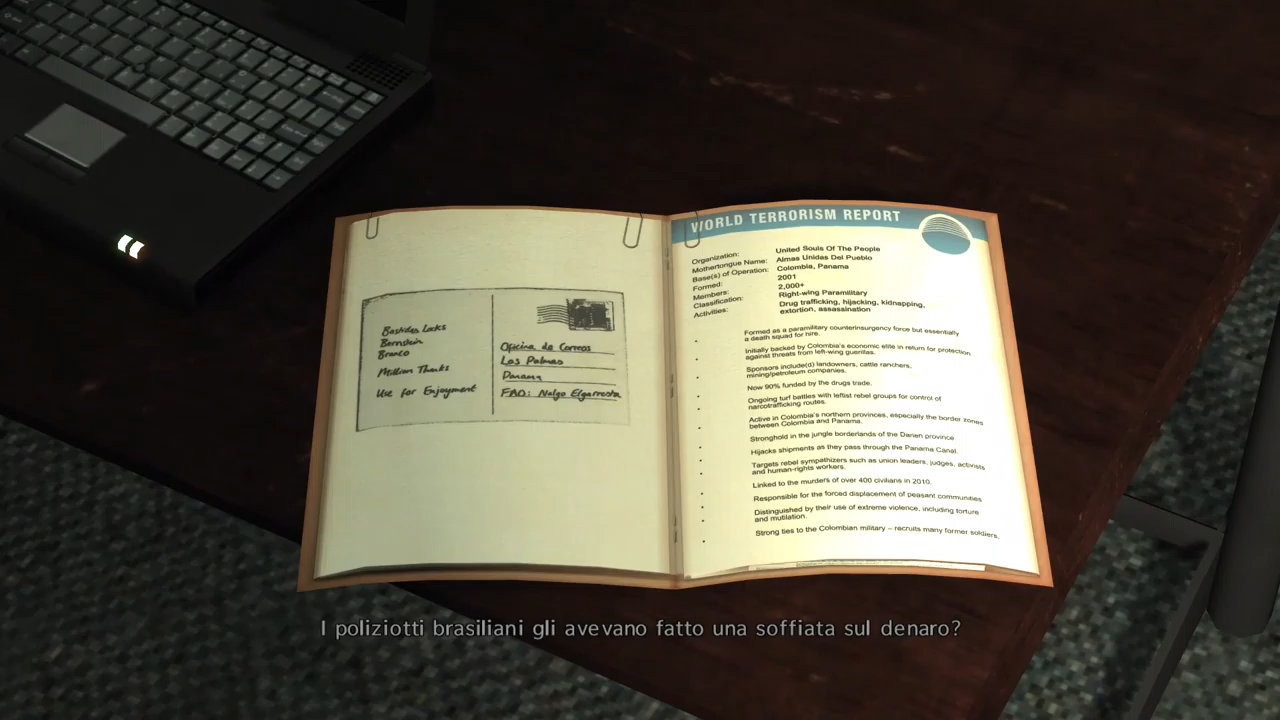 Bastidas Locks
Bernstein
Branco
Million Thanks
Use for Enjoyment
Oficina de Correos
Las Palmas
Panama
FAO: Nalgo Elgarresta
WORLD TERRORISM REPORT
Organization: United Souls Of The People
Mothertongue Name: Almas Unidas Del Pueblo
Base(s) of Operation: Colombia, Panama
Formed: 2001
Members: 2,000+
Classification: Right-wing Paramilitary
Activities: Drug trafficking, hijacking, kidnapping,
extortion, assassination
Formed as a paramilitary counterinsurgency force but essentially
a death squad for hire.
Initially backed by Colombia's economic elite in return for protection
against threats from left-wing guerillas.
Sponsors include(d) landowners, cattle ranchers,
mining/petroleum companies.
Now 90% funded by the drugs trade.
Ongoing turf battles with leftist rebel groups for control of
narcotrafficking routes.
Active in Colombia's northern provinces, especially the border zones
between Colombia and Panama.
Stronghold in the jungle borderlands of the Darien province
Hijacks shipments as they pass through the Panama Canal.
Targets rebel sympathizers such as union leaders, judges, activists
and human-rights workers.
Linked to the murders of over 400 civilians in 2010.
Responsible for the forced displacement of peasant communities
Distinguished by their use of extreme violence, including torture
and mutilation.
Strong ties to the Colombian military – recruits many former soldiers.
I poliziotti brasiliani gli avevano fatto una soffiata sul denaro?